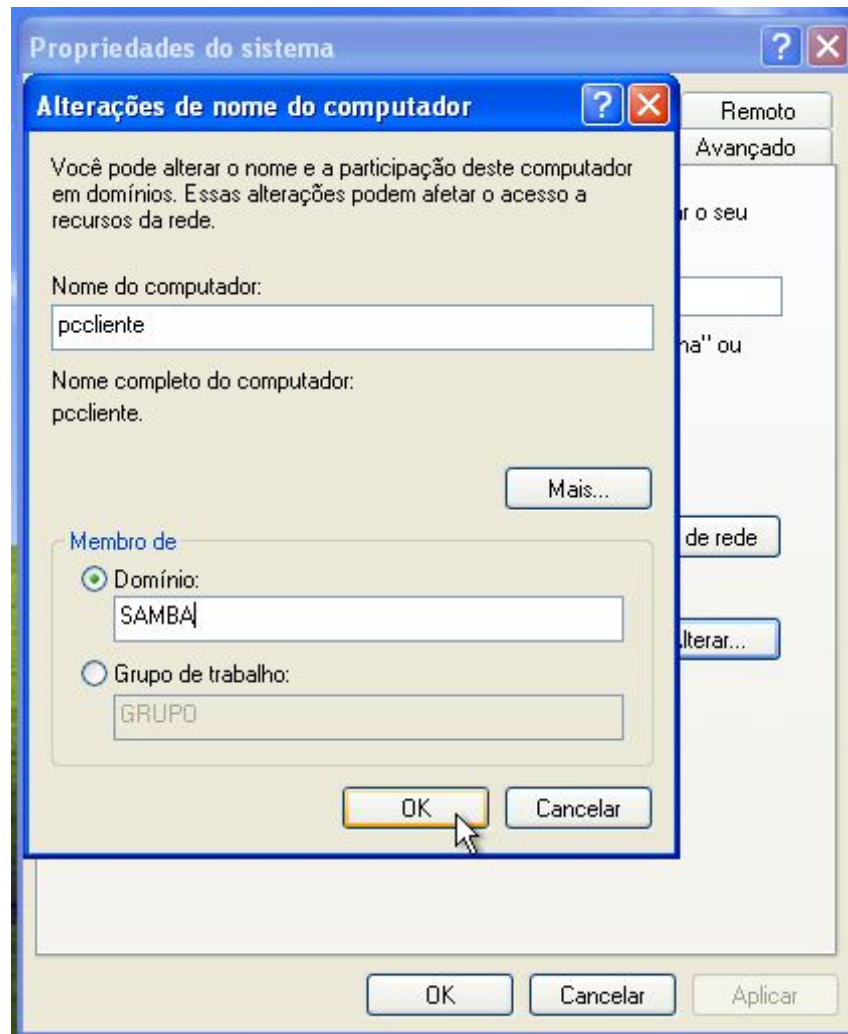 Propriedades do sistema
Alterações de nome do computador
Remoto
Avançado
Você pode alterar o nome e a participação deste computador
em domínios. Essas alterações podem afetar o acesso a
recursos da rede.
o seu
Nome do computador:
pccliente
ou
Nome completo do computador:
pccliente.
Mais...
Membro de
de rede
Domínio:
SAMBA
Alterar...
Grupo de trabalho:
GRUPO
OK
Cancelar
OK
Cancelar
Aplicar